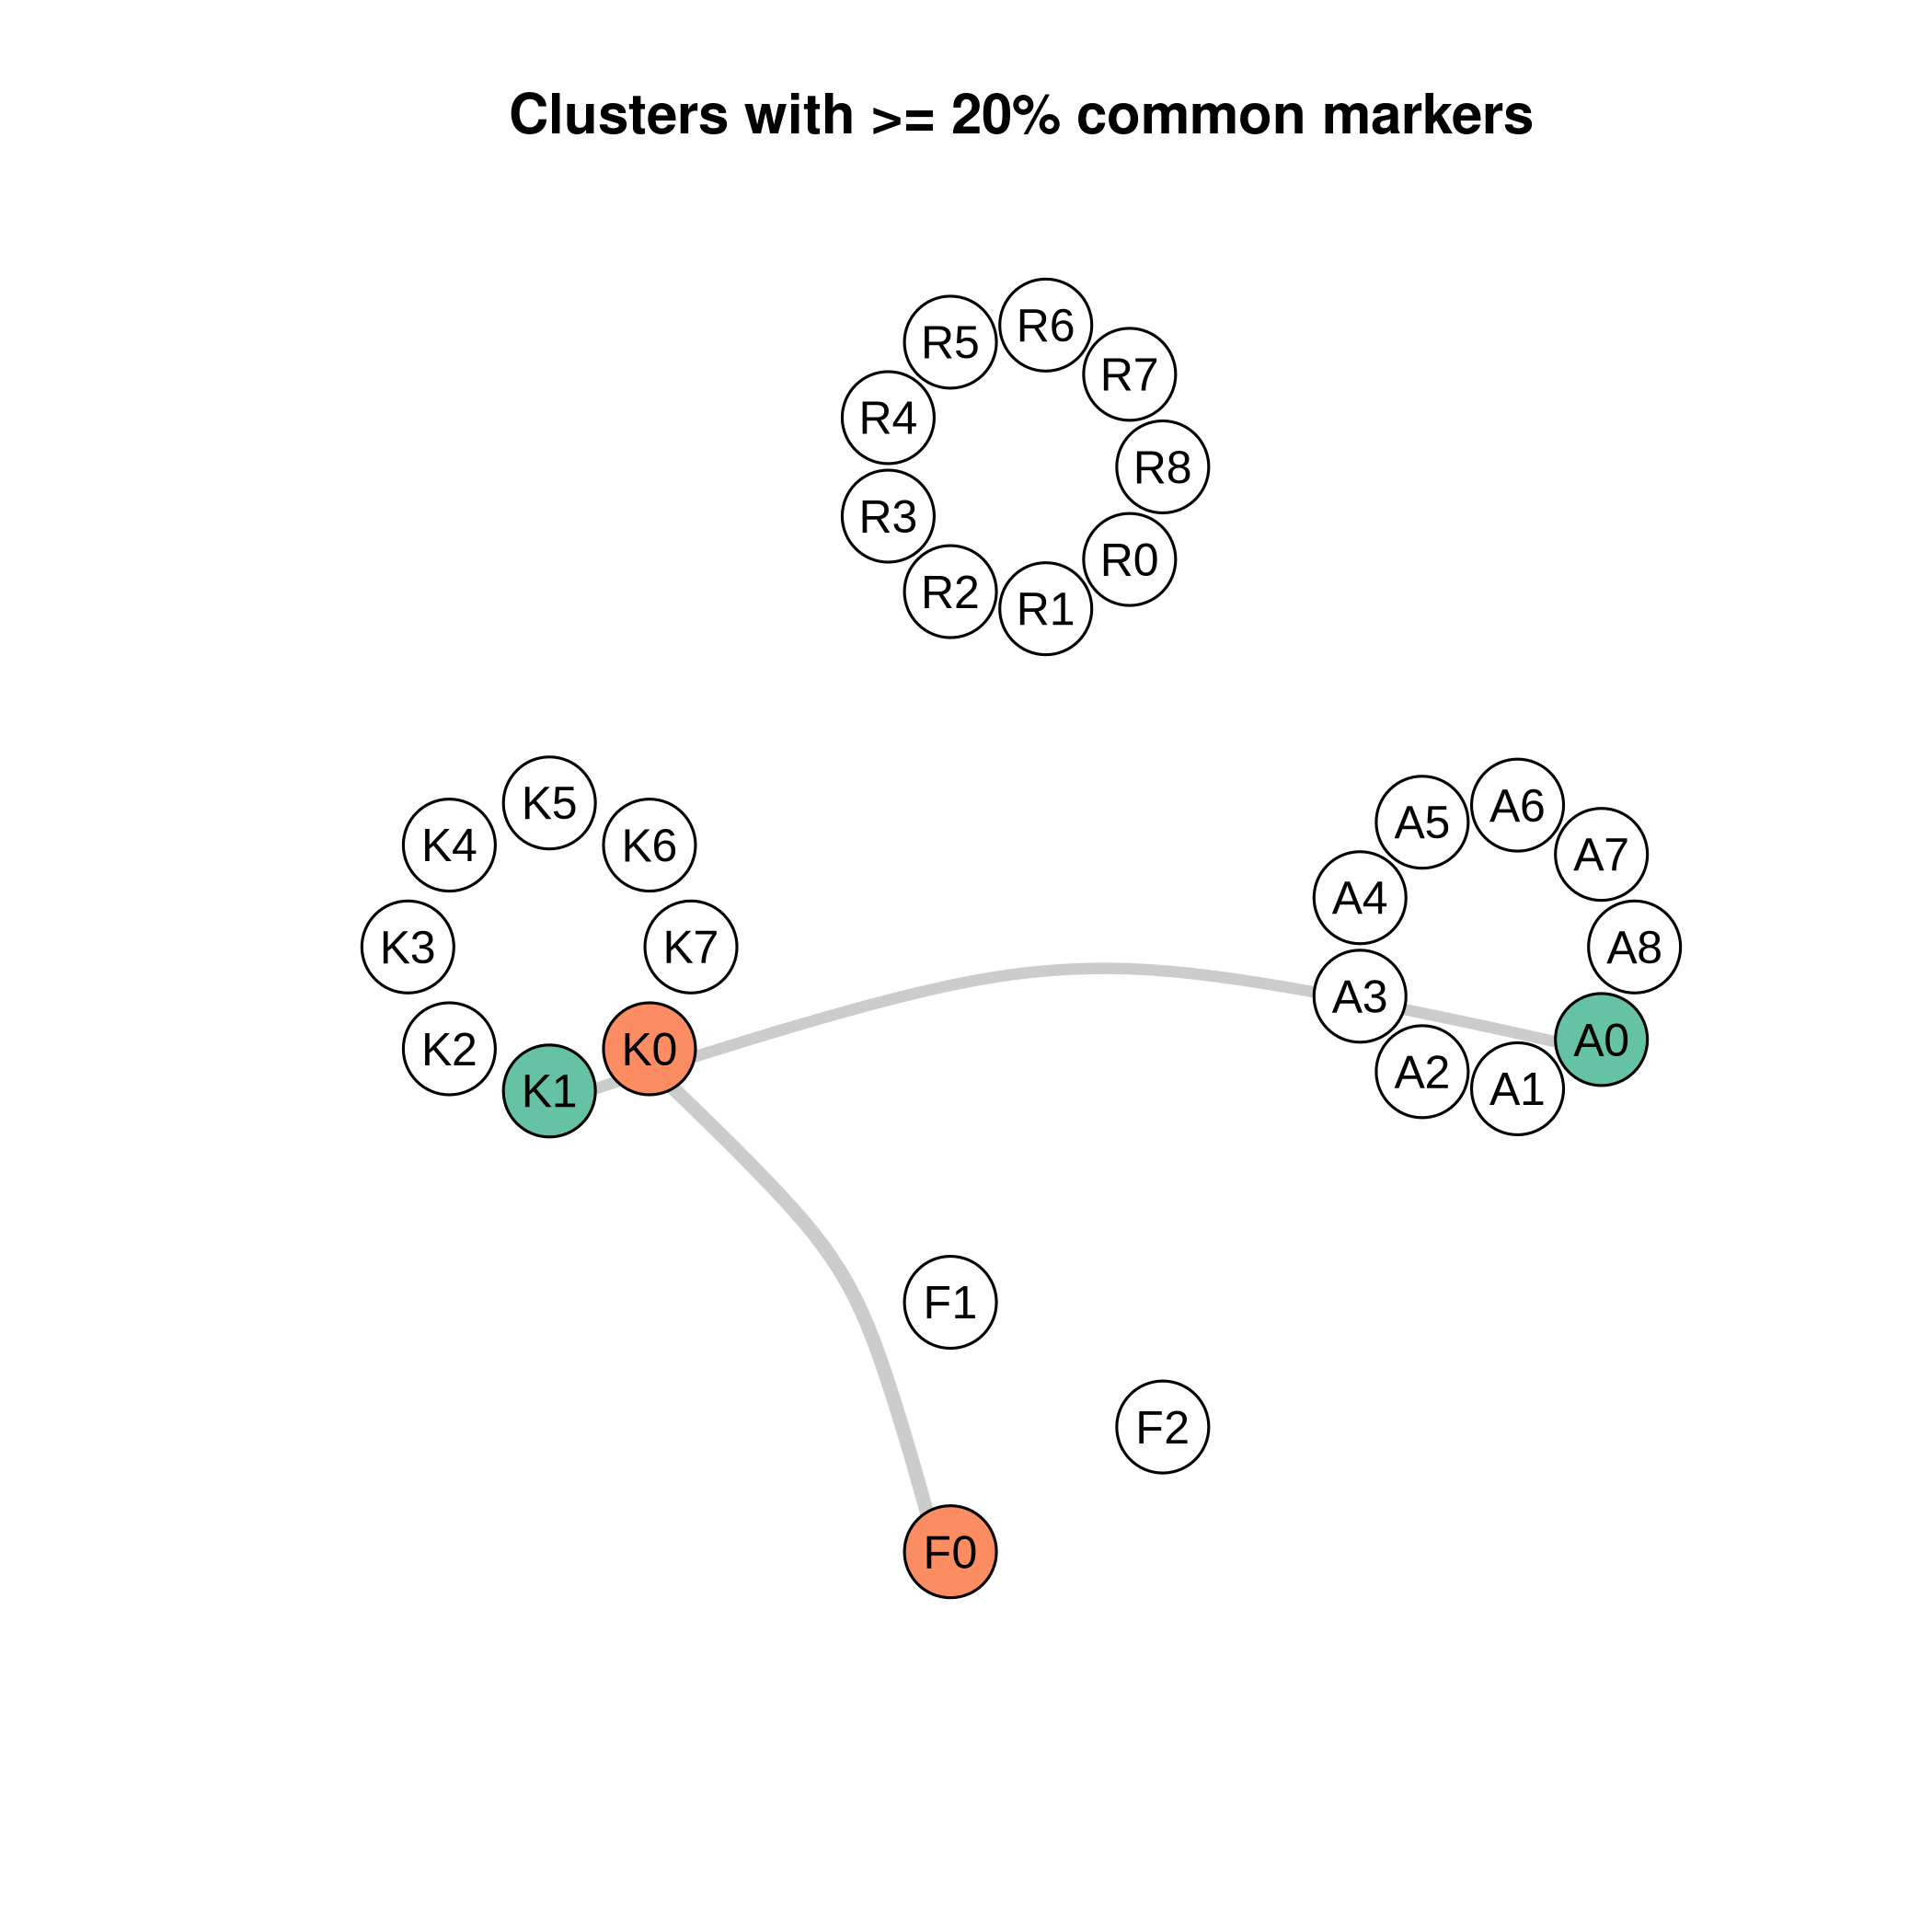 Clusters with >= 20% common markers
R6
R5
R7
R4
R8
R3
R0
R2
R1
K5
A6
A5
K4
K6
A7
A4
K3
K7
A8
A3
A0
K2
K0
A2
A1
K1
F1
F2
F0